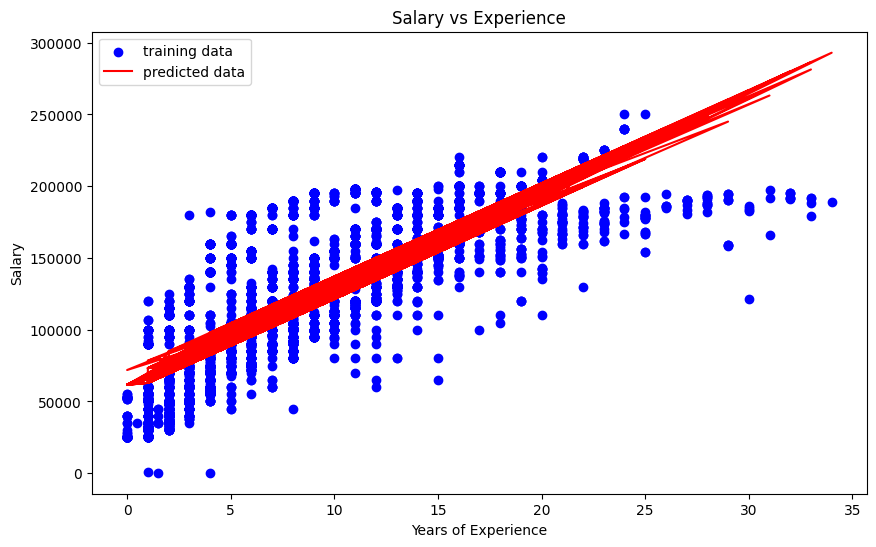 Salary vs Experience
training data
predicted data
300000
250000
200000
150000
100000
50000
0
Salary
0 5 10 15 20 25 30 35
Years of Experience